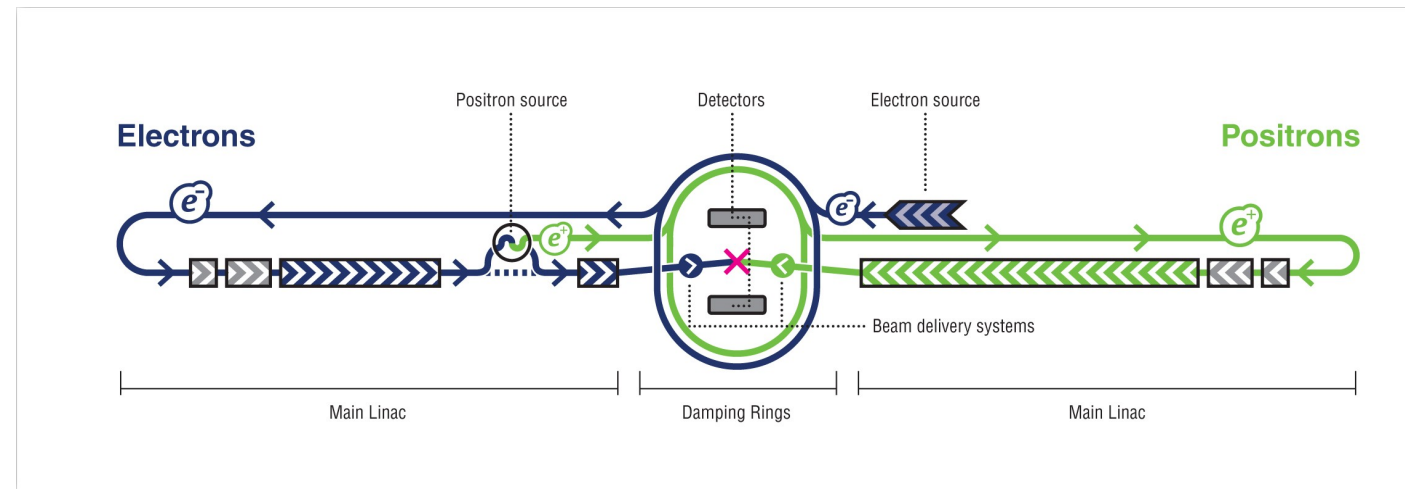 Positron source
Detectors
Electron source
Electrons
Positrons
e-
e-
e+
e+
Beam delivery systems
Main Linac
Damping Rings
Main Linac